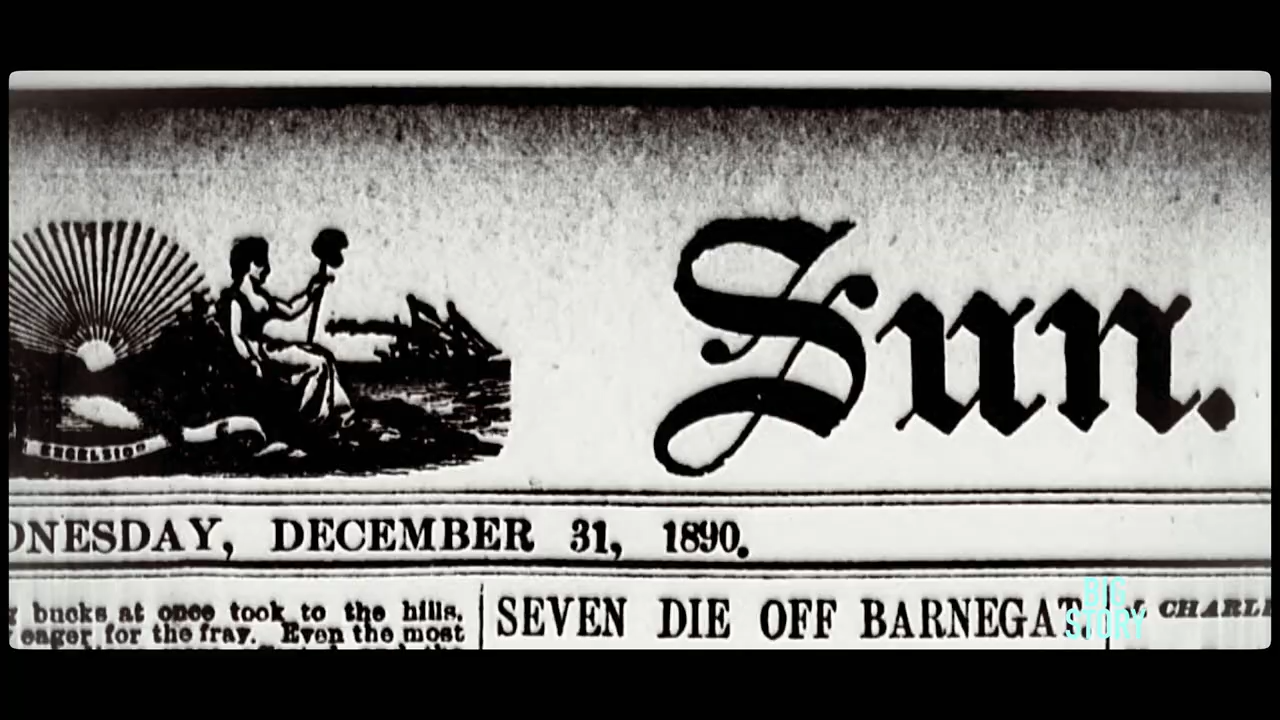 Sun.
EXCELSIOR
DNESDAY, DECEMBER 31, 1890.
bucks at once took to the hills,
eager for the fray. Even the most
SEVEN DIE OFF BARNEGAT.
CHARL
BIG
STORY